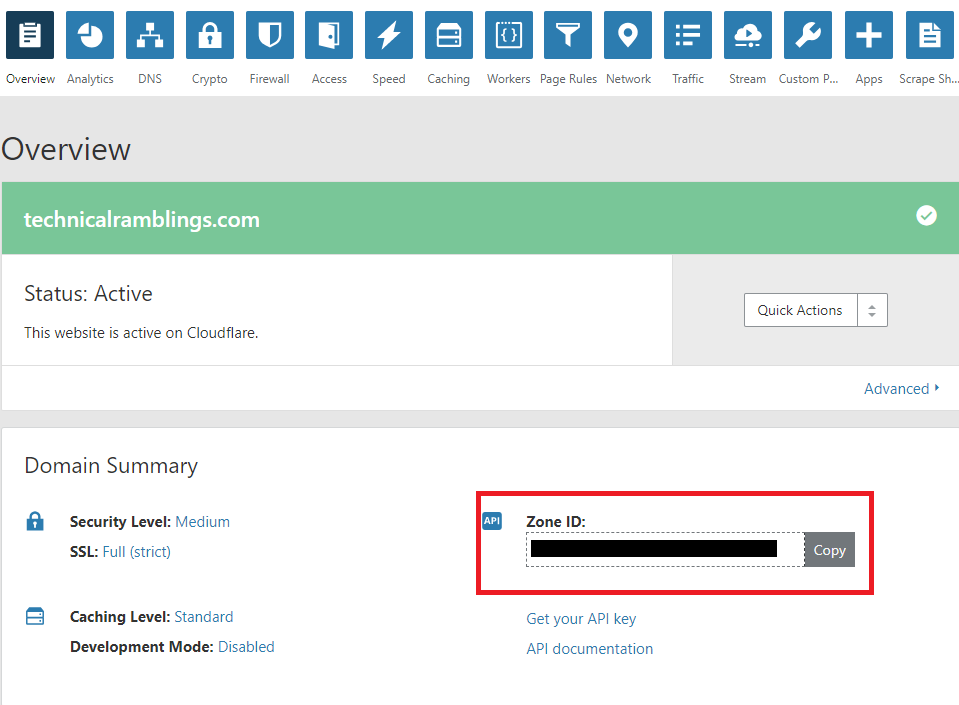 Overview Analytics DNS Crypto Firewall Access Speed Caching Workers Page Rules Network Traffic Stream Custom P... Apps Scrape Sh...
Overview
technicalramblings.com
Status: Active
This website is active on Cloudflare.
Quick Actions
Advanced
Domain Summary
Security Level: Medium
SSL: Full (strict)
API
Zone ID:
Copy
Caching Level: Standard
Development Mode: Disabled
Get your API key
API documentation